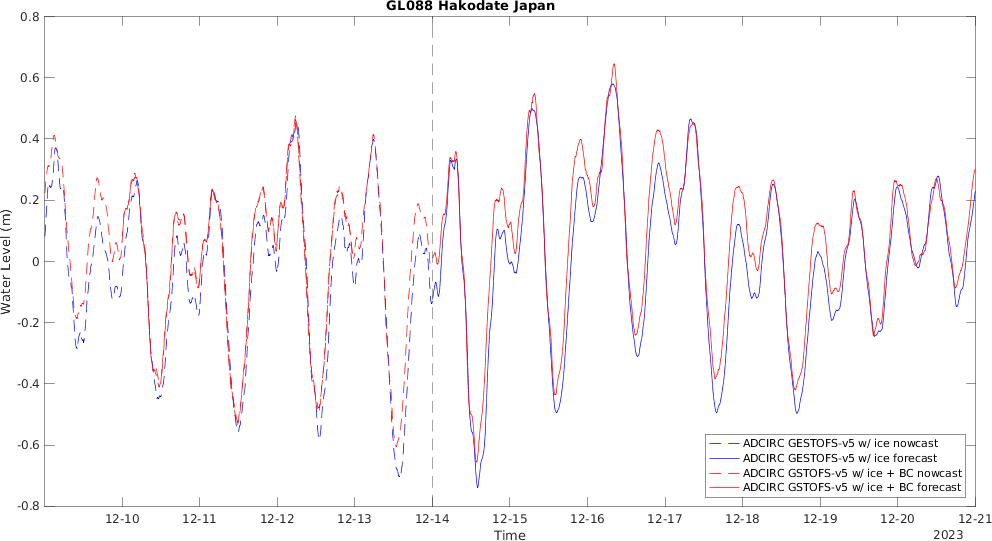 GL088 Hakodate Japan
0.8
0.6
0.4
0.2
0
-0.2
-0.4
-0.6
-0.8
Water Level (m)
12-10 12-11 12-12 12-13 12-14 12-15 12-16 12-17 12-18 12-19 12-20 12-21
Time
2023
ADCIRC GESTOFS-v5 w/ ice nowcast
ADCIRC GESTOFS-v5 w/ ice forecast
ADCIRC GSTOFS-v5 w/ ice + BC nowcast
ADCIRC GSTOFS-v5 w/ ice + BC forecast